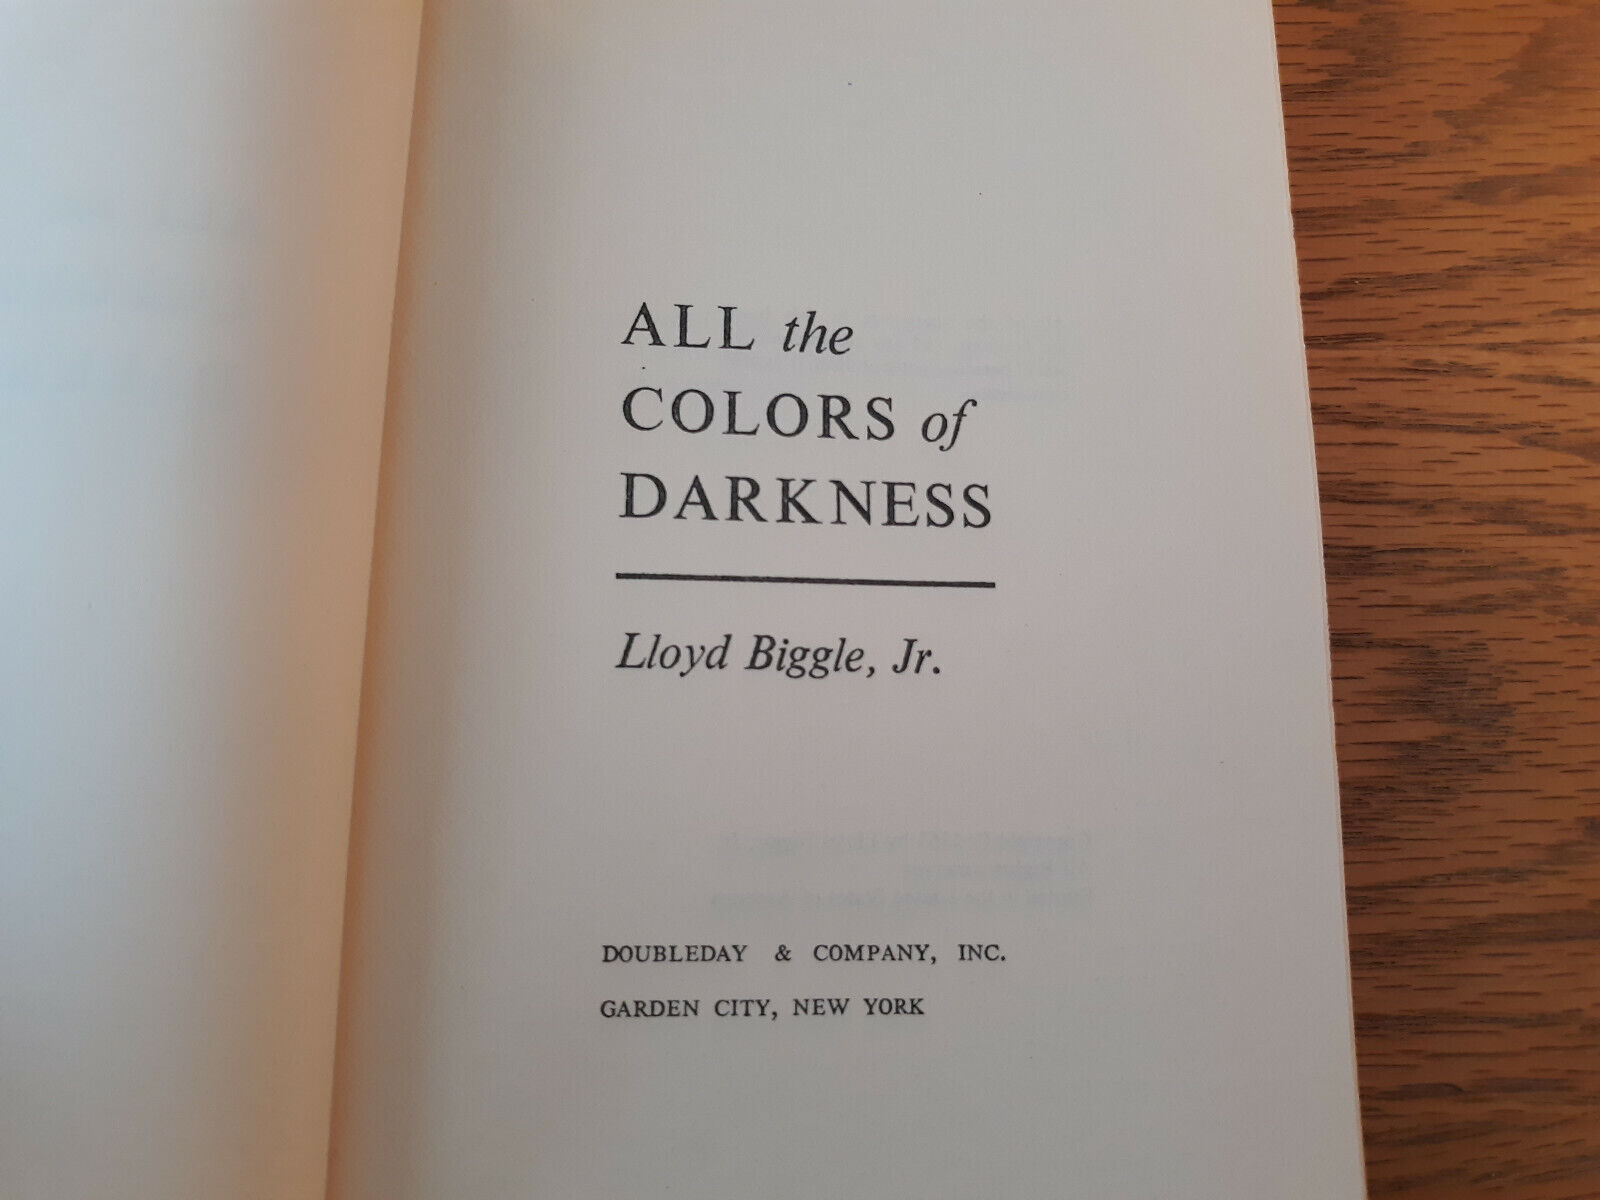 ALL the
COLORS of
DARKNESS
Lloyd Biggle, Jr.
DOUBLEDAY & COMPANY, INC.
GARDEN CITY, NEW YORK